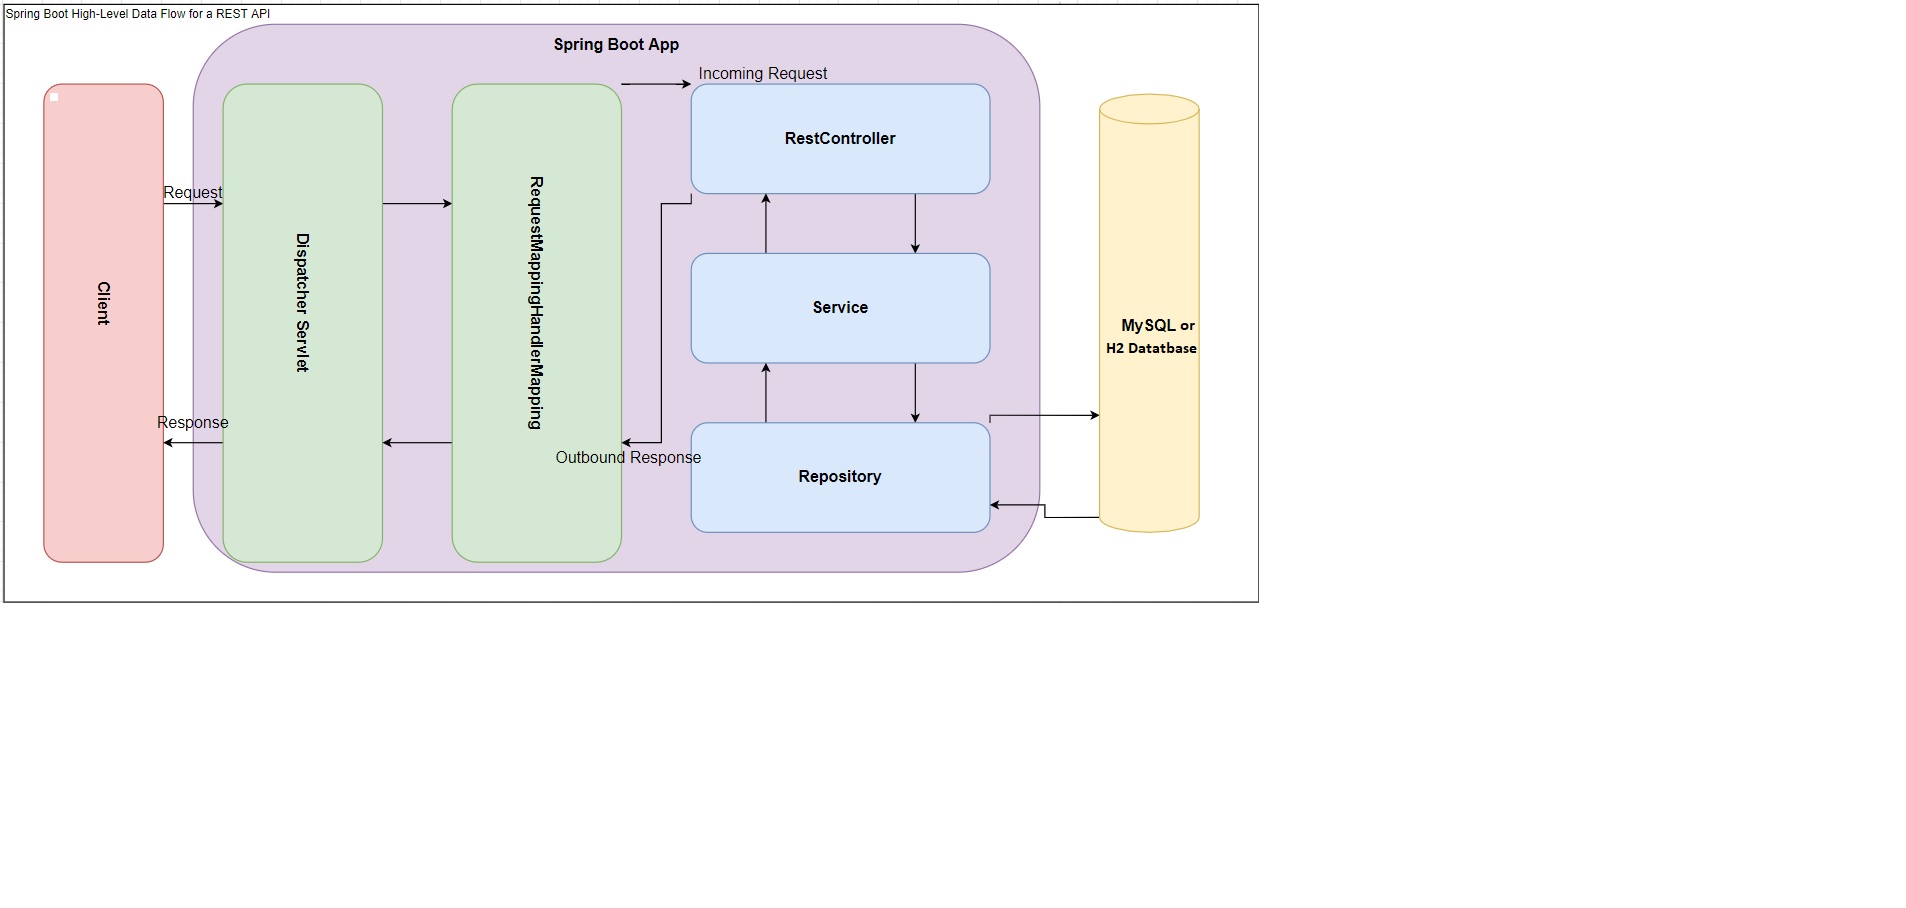 Spring Boot High-Level Data Flow for a REST API
Spring Boot App
Incoming Request
RestController
Request
Client
Dispatcher Servlet
RequestMappingHandlerMapping
Service
MySQL or
H2 Datatbase
Response
Outbound Response
Repository